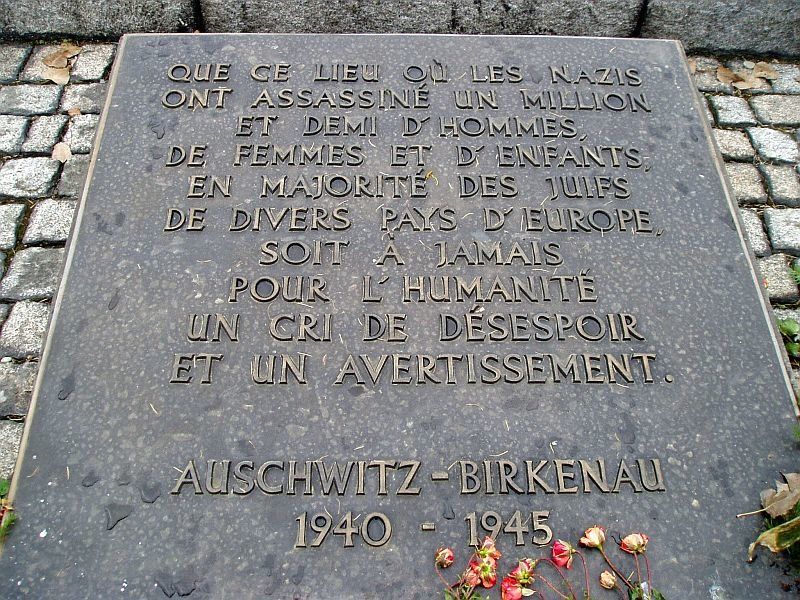 QUE CE LIEU OÙ LES NAZIS
ONT ASSASSINÉ UN MILLION
ET DEMI D'HOMMES,
DE FEMMES ET D'ENFANTS,
EN MAJORITÉ DES JUIFS
DE DIVERS PAYS D'EUROPE,
SOIT À JAMAIS
POUR L'HUMANITÉ
UN CRI DE DÉSESPOIR
ET UN AVERTISSEMENT.
AUSCHWITZ-BIRKENAU
1940 - 1945